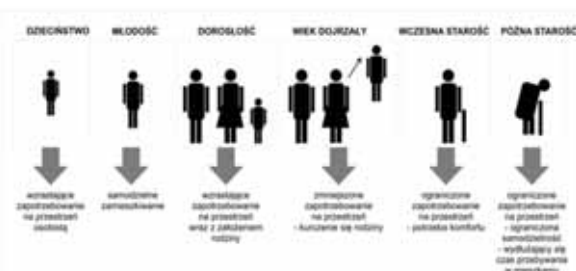 DZIECIŃSTWO
MŁODOŚĆ
DOROSŁOŚĆ
WIEK DOJRZAŁY
WCZESNA STAROŚĆ
PÓŹNA STAROŚĆ
wzrastające
zapotrzebowanie
na przestrzeń
osobistą
samodzielne
zamieszkiwanie
wzrastające
zapotrzebowanie
na przestrzeń
wraz z założeniem
rodziny
zmniejszone
zapotrzebowanie
na przestrzeń
- kurczenie się rodziny
ograniczone
zapotrzebowanie
na przestrzeń
- potrzeba komfortu
ograniczone
zapotrzebowanie
na przestrzeń
- ograniczona
samodzielność
- wydłużający się
czas przebywania